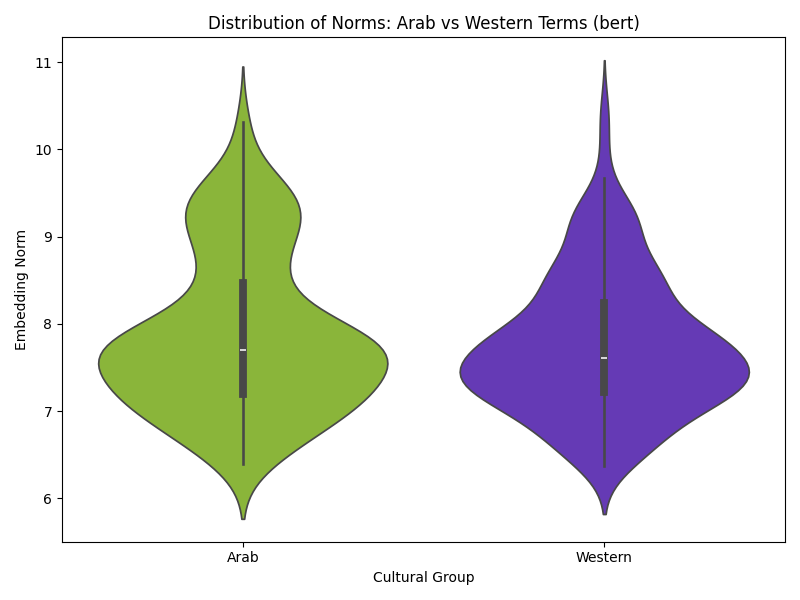 Distribution of Norms: Arab vs Western Terms (bert)
11
10
9
8
7
6
Embedding Norm
Arab
Western
Cultural Group